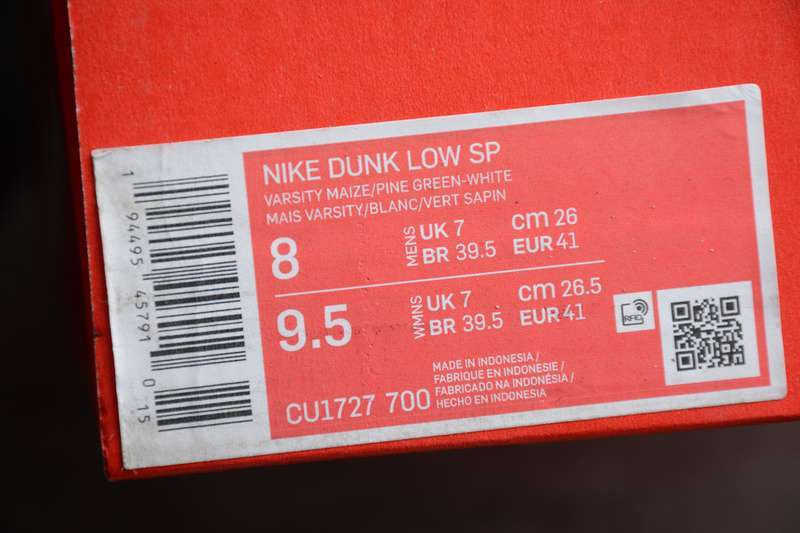 NIKE DUNK LOW SP
VARSITY MAIZE/PINE GREEN-WHITE
MAIS VARSITY/BLANC/VERT SAPIN
8
MENS
UK 7
cm 26
BR 39.5
EUR 41
9.5
WMNS
UK 7
cm 26.5
BR 39.5
EUR 41
RFID
CU1727 700
MADE IN INDONESIA /
FABRIQUE EN INDONESIE /
FABRICADO NA INDONÉSIA /
HECHO EN INDONESIA
1 94495 45791 0 15